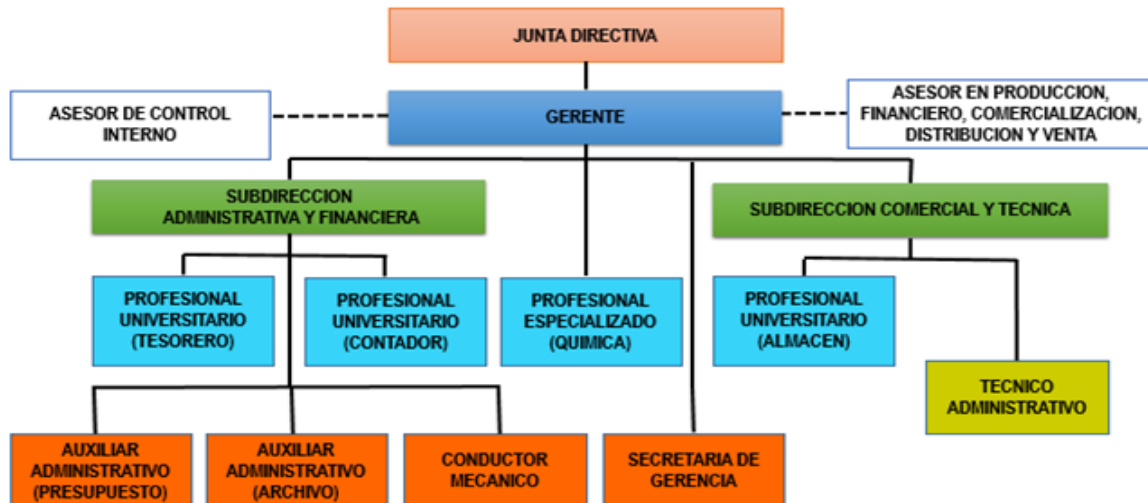 JUNTA DIRECTIVA
ASESOR DE CONTROL
INTERNO
GERENTE
ASESOR EN PRODUCCION,
FINANCIERO, COMERCIALIZACION,
DISTRIBUCION Y VENTA
SUBDIRECCION
ADMINISTRATIVA Y FINANCIERA
SUBDIRECCION COMERCIAL Y TECNICA
PROFESIONAL
UNIVERSITARIO
(TESORERO)
PROFESIONAL
UNIVERSITARIO
(CONTADOR)
PROFESIONAL
ESPECIALIZADO
(QUIMICA)
PROFESIONAL
UNIVERSITARIO
(ALMACEN)
TECNICO
ADMINISTRATIVO
AUXILIAR
ADMINISTRATIVO
(PRESUPUESTO)
AUXILIAR
ADMINISTRATIVO
(ARCHIVO)
CONDUCTOR
MECANICO
SECRETARIA DE
GERENCIA